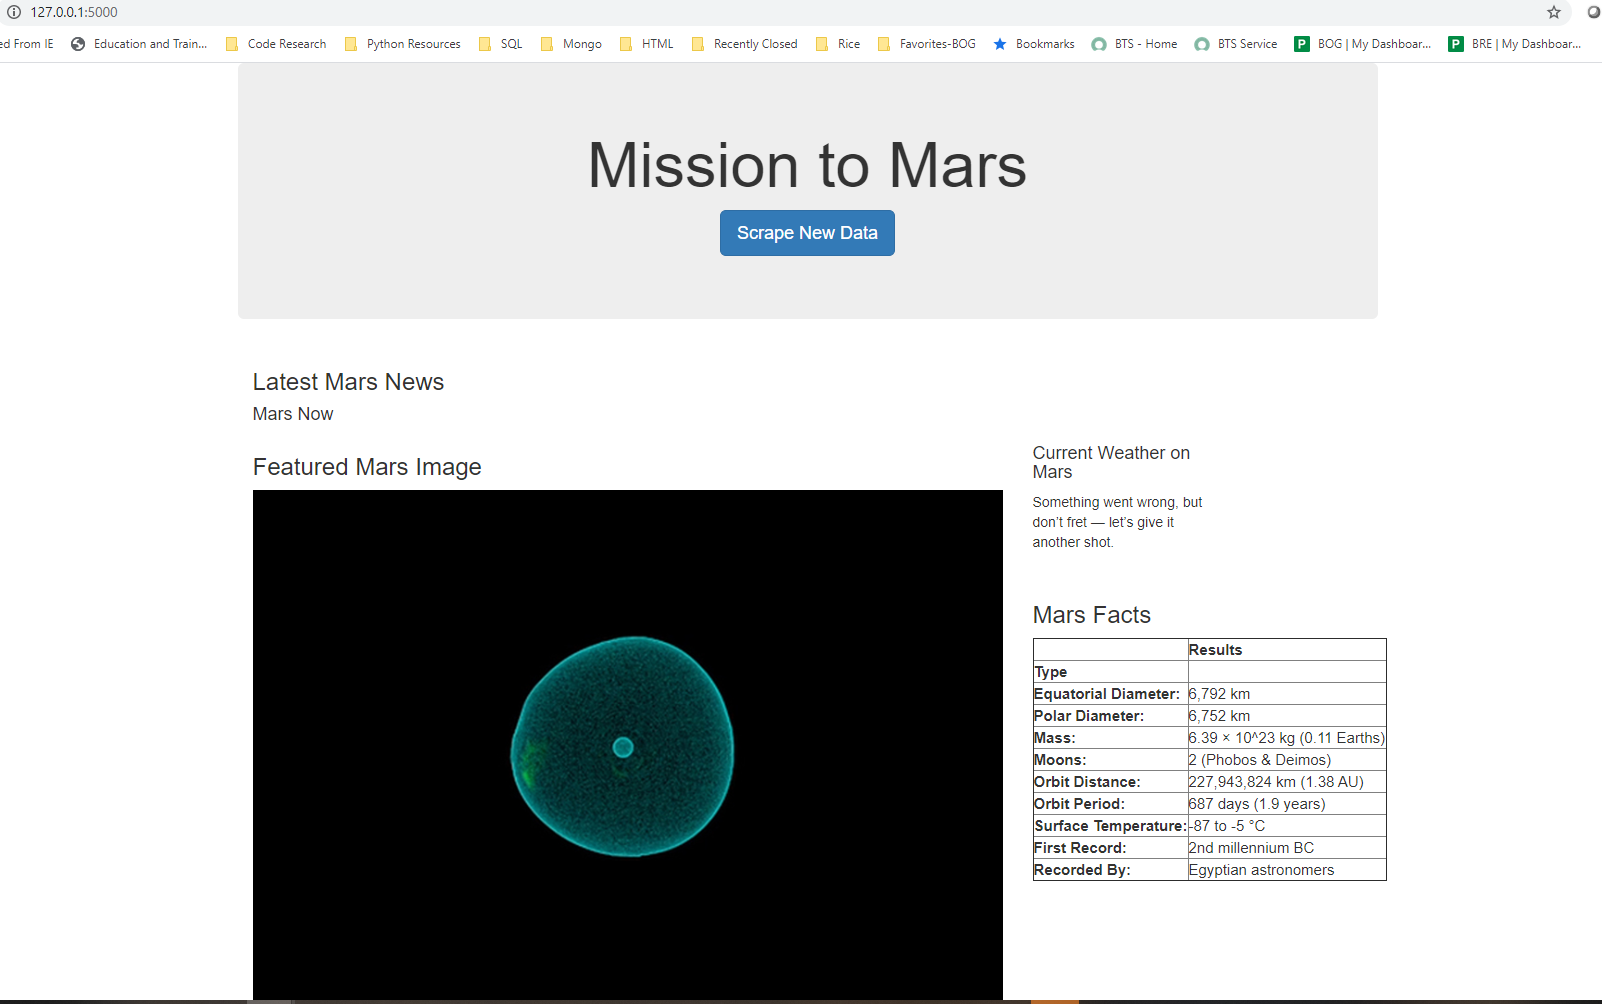 127.0.0.1:5000
ed From IE Education and Train... Code Research Python Resources SQL Mongo HTML Recently Closed Rice Favorites-BOG Bookmarks BTS - Home BTS Service P BOG | My Dashboar... P BRE | My Dashboar...
Mission to Mars
Scrape New Data
Latest Mars News
Mars Now
Featured Mars Image
Current Weather on
Mars
Something went wrong, but
don’t fret — let’s give it
another shot.
Mars Facts
Results
Type
Equatorial Diameter: 6,792 km
Polar Diameter: 6,752 km
Mass: 6.39 × 10^23 kg (0.11 Earths)
Moons: 2 (Phobos & Deimos)
Orbit Distance: 227,943,824 km (1.38 AU)
Orbit Period: 687 days (1.9 years)
Surface Temperature: -87 to -5 °C
First Record: 2nd millennium BC
Recorded By: Egyptian astronomers